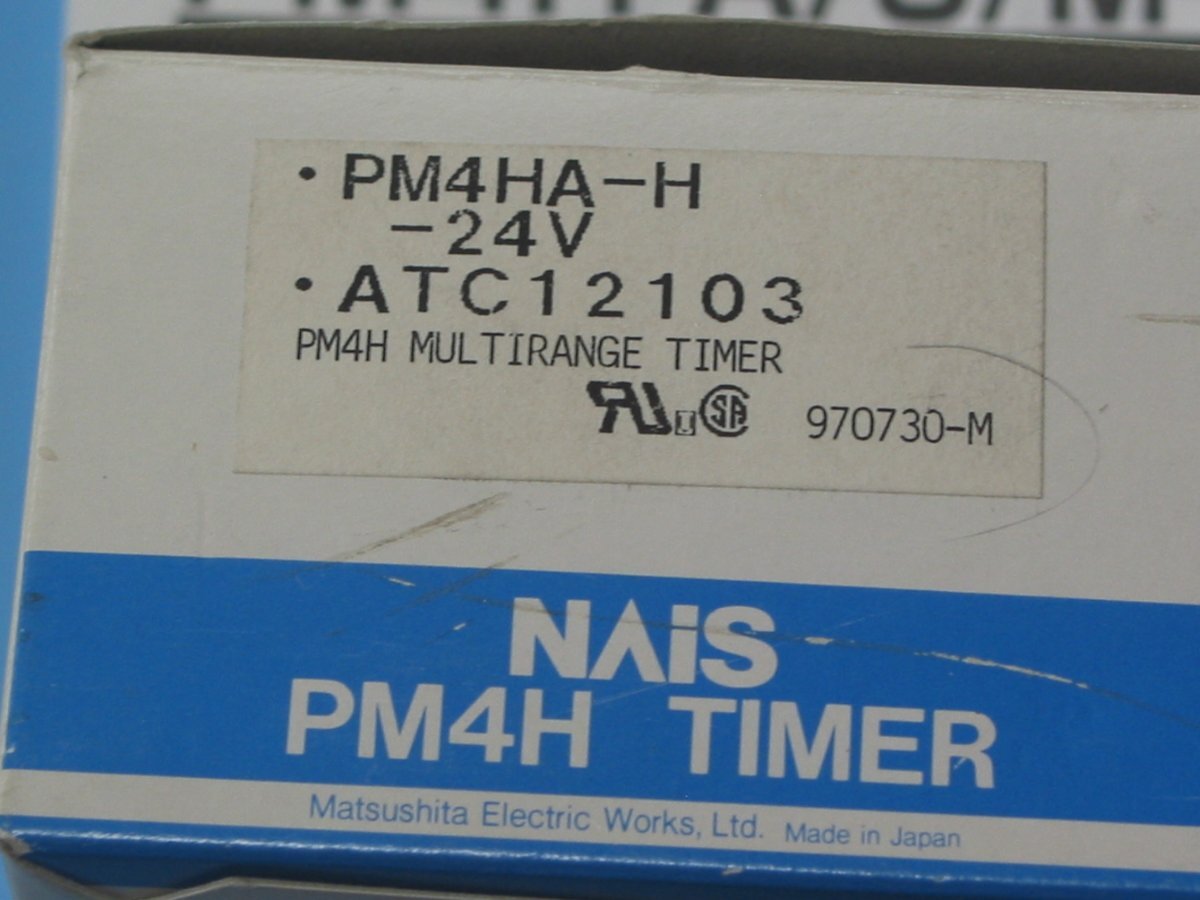 • PM4HA-H
-24V
• ATC12103
PM4H MULTIRANGE TIMER
970730-M
NAiS
PM4H TIMER
Matsushita Electric Works, Ltd. Made in Japan